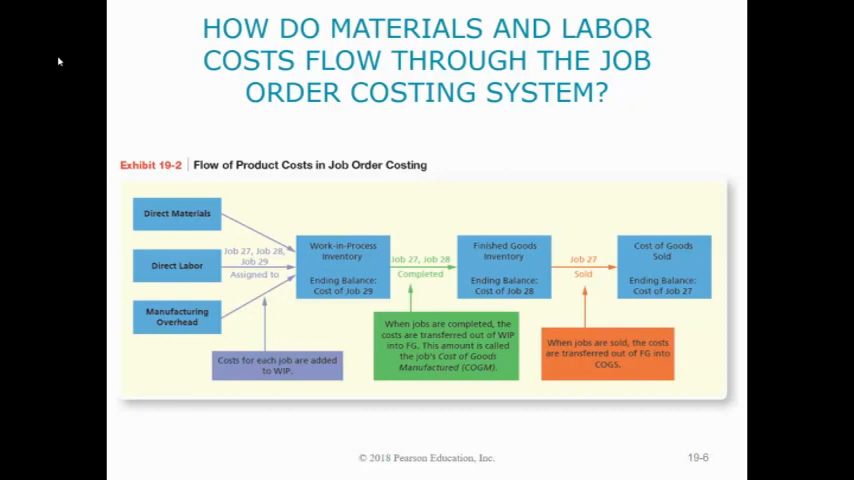 HOW DO MATERIALS AND LABOR
COSTS FLOW THROUGH THE JOB
ORDER COSTING SYSTEM?
Exhibit 19-2 | Flow of Product Costs in Job Order Costing
Direct Materials
Direct Labor
Manufacturing
Overhead
Job 27, Job 28,
Job 29
Assigned to
Costs for each job are added
to WIP.
Work-in-Process
Inventory
Ending Balance:
Cost of Job 29
Job 27, Job 28
Completed
When jobs are completed, the
costs are transferred out of WIP
into FG. This amount is called
the job's Cost of Goods
Manufactured (COGM).
Finished Goods
Inventory
Ending Balance:
Cost of Job 28
Job 27
Sold
When jobs are sold, the costs
are transferred out of FG into
COGS.
Cost of Goods
Sold
Ending Balance:
Cost of Job 27
© 2018 Pearson Education, Inc.
19-6